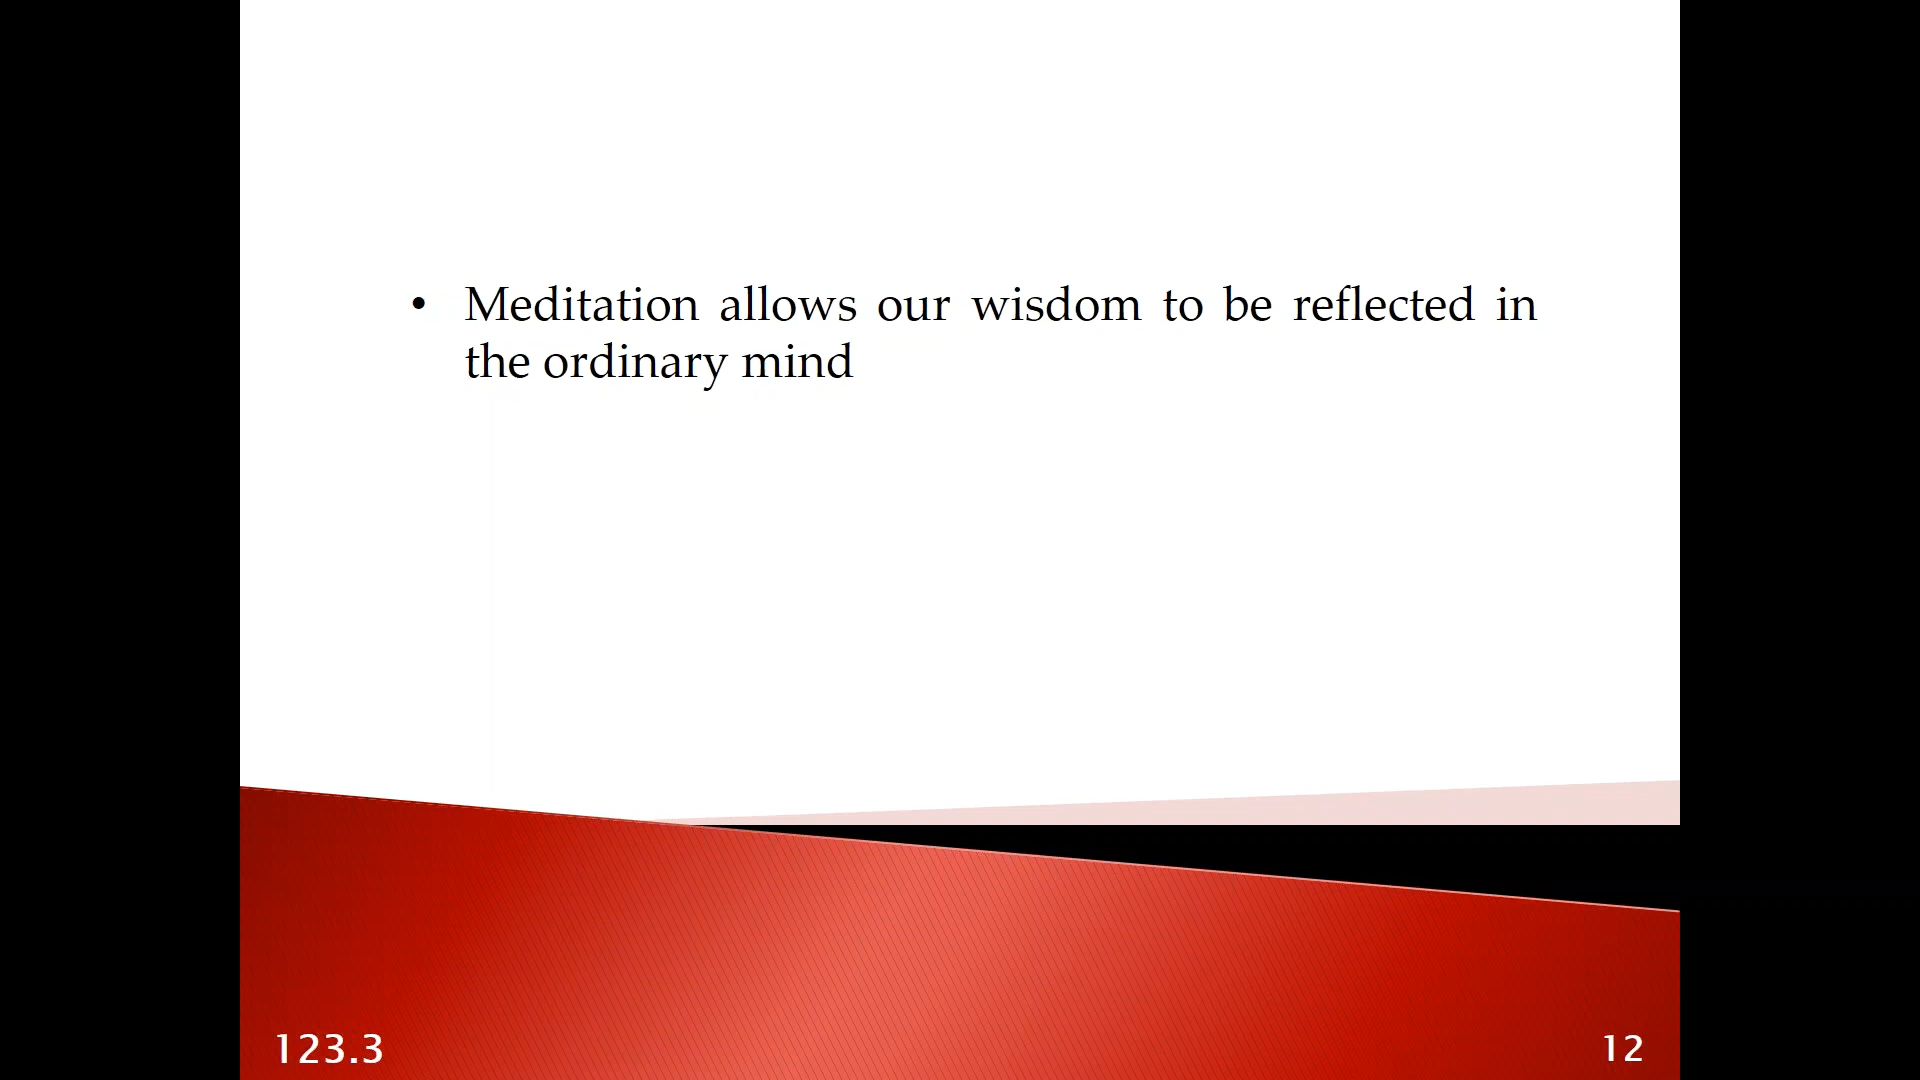 • Meditation allows our wisdom to be reflected in
the ordinary mind
123.3
12